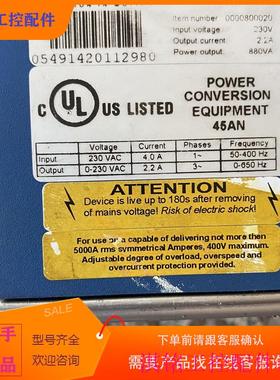 工控配件
Item number 0000800020
Input voltage: 230V
Output current: 2.2A
Output power: 880VA
05491420112980
C UL US LISTED
POWER
CONVERSION
EQUIPMENT
45AN
Voltage Current Phases Frequency
Input 230 VAC 4.0 A 1~ 50-400 Hz
Output 0-230 VAC 2.2 A 3~ 0-650 Hz
ATTENTION
Device is live up to 180s after removing
of mains voltage! Risk of electric shock!
For use on a capable of delivering not more then
5000A rms symmetrical Amperes, 400V maximum.
Adjustable degree of overload, overspeed and
overcurrent protection provided.
手
品
SALE
型号齐全
欢迎咨询
下单前请跟客服确认
需要产品找在线客服